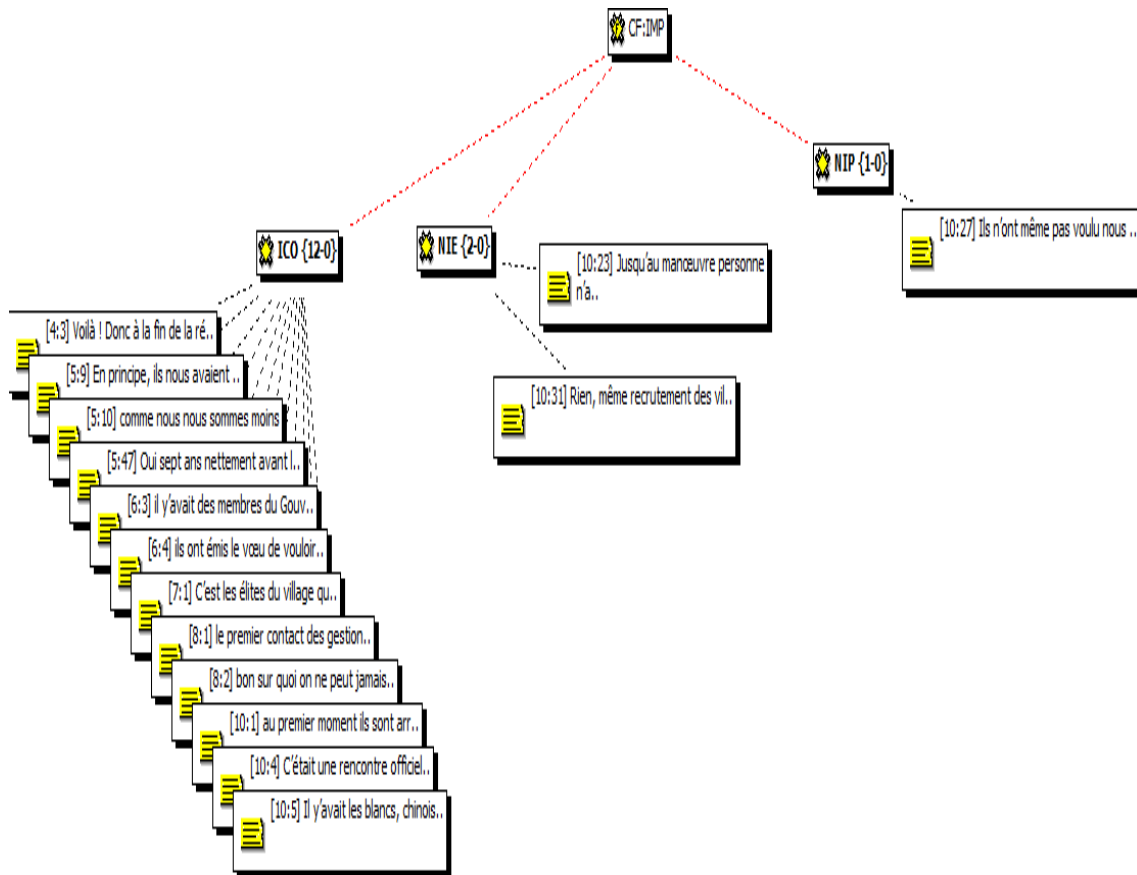 CF:IMP
NIP {1-0}
[10:27] Ils n'ont même pas voulu nous ..
ICO {12-0}
NIE {2-0}
[10:23] Jusqu'au manœuvre personne
n'a..
[10:31] Rien, même recrutement des vil..
[4:3] Voilà ! Donc à la fin de la ré..
[5:9] En principe, ils nous avaient ..
[5:10] comme nous nous sommes moins
[5:47] Oui sept ans nettement avant l..
[6:3] il y'avait des membres du Gouv..
[6:4] ils ont émis le vœu de vouloir..
[7:1] C'est les élites du village qu..
[8:1] le premier contact des gestion..
[8:2] bon sur quoi on ne peut jamais..
[10:1] au premier moment ils sont arr..
[10:4] C'était une rencontre officiel..
[10:5] Il y'avait les blancs, chinois..